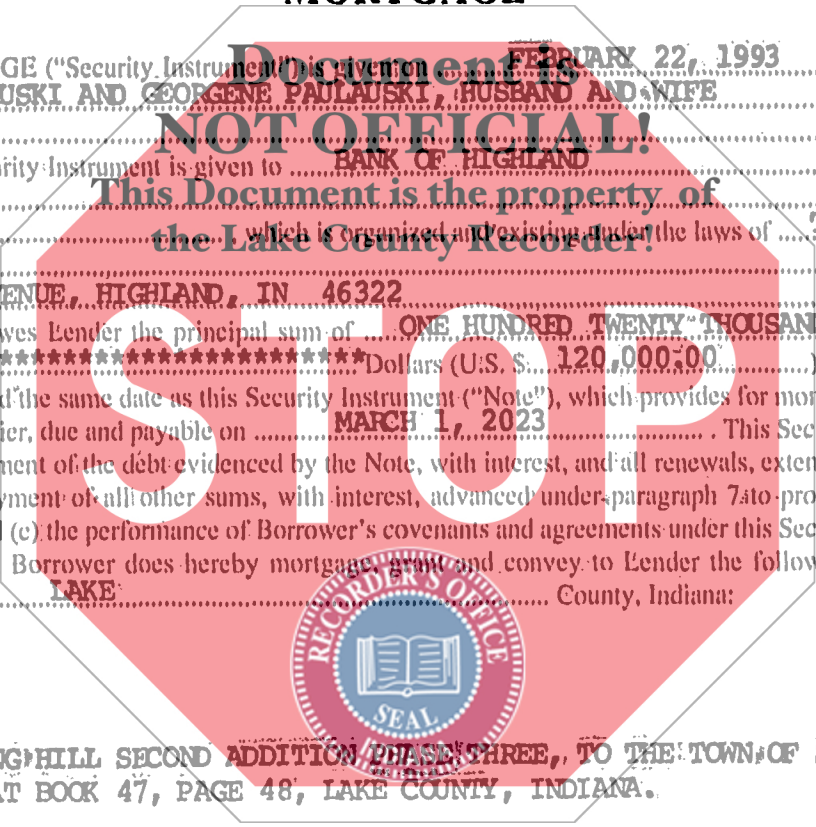 MORTGAGE
GE ("Security Instrument") is given on FEBRUARY 22, 1993
USKI AND GEORGENE PAULAUSKI, HUSBAND AND WIFE
Document is
NOT OFFICIAL!
This Document is the property of
the Lake County Recorder!
rity Instrument is given to BANK OF HIGHLAND
, which is organized and existing under the laws of
ENUE, HIGHLAND, IN 46322
wes Lender the principal sum of ONE HUNDRED TWENTY THOUSAN
************************Dollars (U.S. $ 120,000.00 )
d the same date as this Security Instrument ("Note"), which provides for mon
ier, due and payable on MARCH 1, 2023 . This Sec
STOP
ment of the debt evidenced by the Note, with interest, and all renewals, exten
yment of all other sums, with interest, advanced under paragraph 7 to pro
(c) the performance of Borrower's covenants and agreements under this Sec
Borrower does hereby mortgage, grant and convey to Lender the follow
LAKE County, Indiana:
RECORDER'S OFFICE
SEAL
G HILL SECOND ADDITION PHASE THREE, TO THE TOWN OF
AT BOOK 47, PAGE 48, LAKE COUNTY, INDIANA.